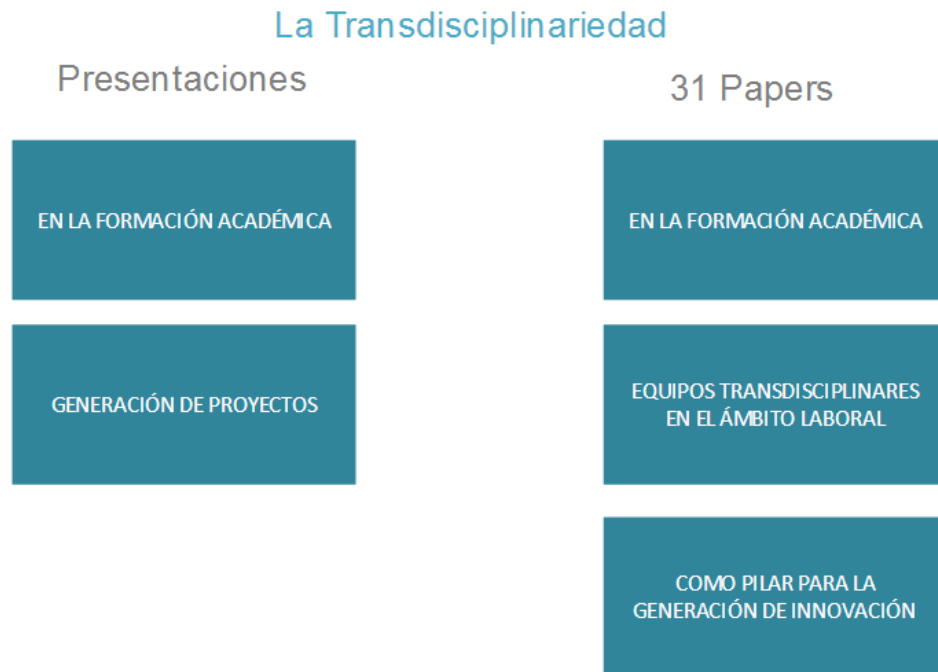 La Transdisciplinariedad
Presentaciones
31 Papers
EN LA FORMACIÓN ACADÉMICA
EN LA FORMACIÓN ACADÉMICA
GENERACIÓN DE PROYECTOS
EQUIPOS TRANSDISCIPLINARES
EN EL ÁMBITO LABORAL
COMO PILAR PARA LA
GENERACIÓN DE INNOVACIÓN